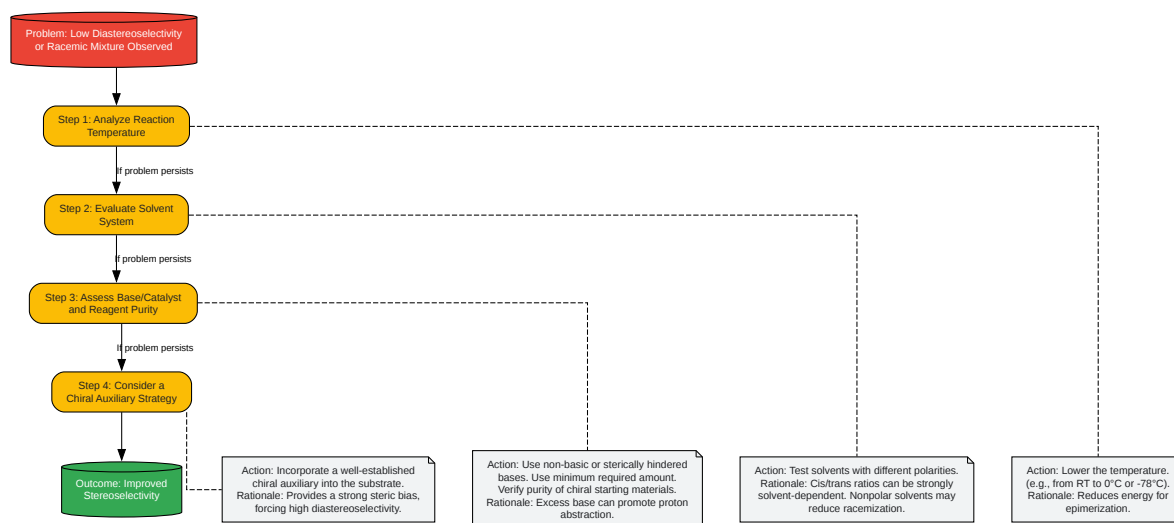 Problem: Low Diastereoselectivity
or Racemic Mixture Observed
Step 1: Analyze Reaction
Temperature
If problem persists
Step 2: Evaluate Solvent
System
If problem persists
Step 3: Assess Base/Catalyst
and Reagent Purity
If problem persists
Step 4: Consider a
Chiral Auxiliary Strategy
Outcome: Improved
Stereoselectivity
Action: Incorporate a well-established
chiral auxiliary into the substrate.
Rationale: Provides a strong steric bias,
forcing high diastereoselectivity.
Action: Use non-basic or sterically hindered
bases. Use minimum required amount.
Verify purity of chiral starting materials.
Rationale: Excess base can promote proton
abstraction.
Action: Test solvents with different polarities.
Rationale: Cis/trans ratios can be strongly
solvent-dependent. Nonpolar solvents may
reduce racemization.
Action: Lower the temperature.
(e.g., from RT to 0°C or -78°C).
Rationale: Reduces energy for
epimerization.